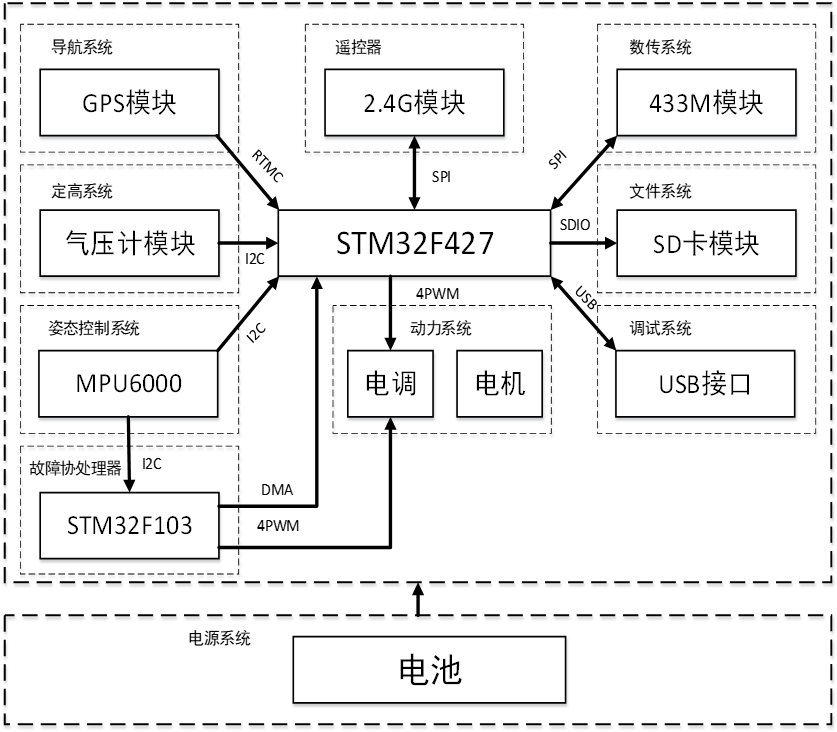 导航系统
GPS模块
遥控器
2.4G模块
数传系统
433M模块
RTMC
SPI
SPI
定高系统
气压计模块
I2C
STM32F427
SDIO
文件系统
SD卡模块
姿态控制系统
MPU6000
I2C
4PWM
动力系统
电调
电机
USB
调试系统
USB接口
I2C
故障协处理器
STM32F103
DMA
4PWM
电源系统
电池